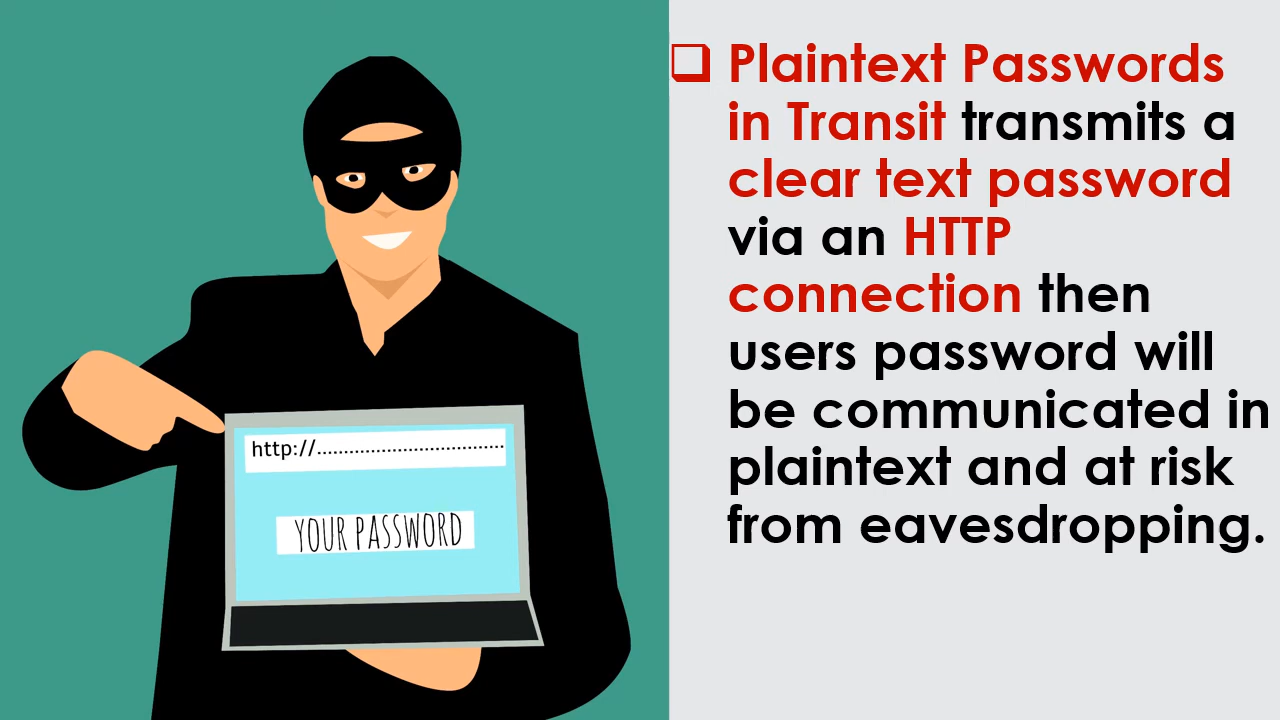 http://...................................
YOUR PASSWORD
❑ Plaintext Passwords
in Transit transmits a
clear text password
via an HTTP
connection then
users password will
be communicated in
plaintext and at risk
from eavesdropping.